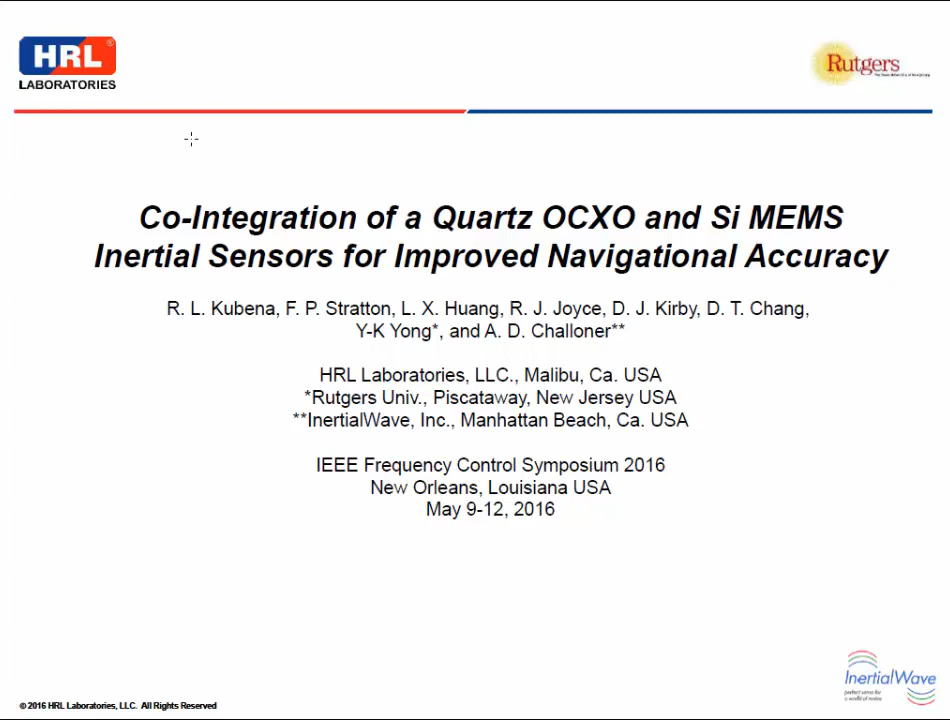 HRL®
LABORATORIES
Rutgers
Co-Integration of a Quartz OCXO and Si MEMS
Inertial Sensors for Improved Navigational Accuracy
R. L. Kubena, F. P. Stratton, L. X. Huang, R. J. Joyce, D. J. Kirby, D. T. Chang,
Y-K Yong*, and A. D. Challoner**
HRL Laboratories, LLC., Malibu, Ca. USA
*Rutgers Univ., Piscataway, New Jersey USA
**InertialWave, Inc., Manhattan Beach, Ca. USA
IEEE Frequency Control Symposium 2016
New Orleans, Louisiana USA
May 9-12, 2016
InertialWave
© 2016 HRL Laboratories, LLC. All Rights Reserved